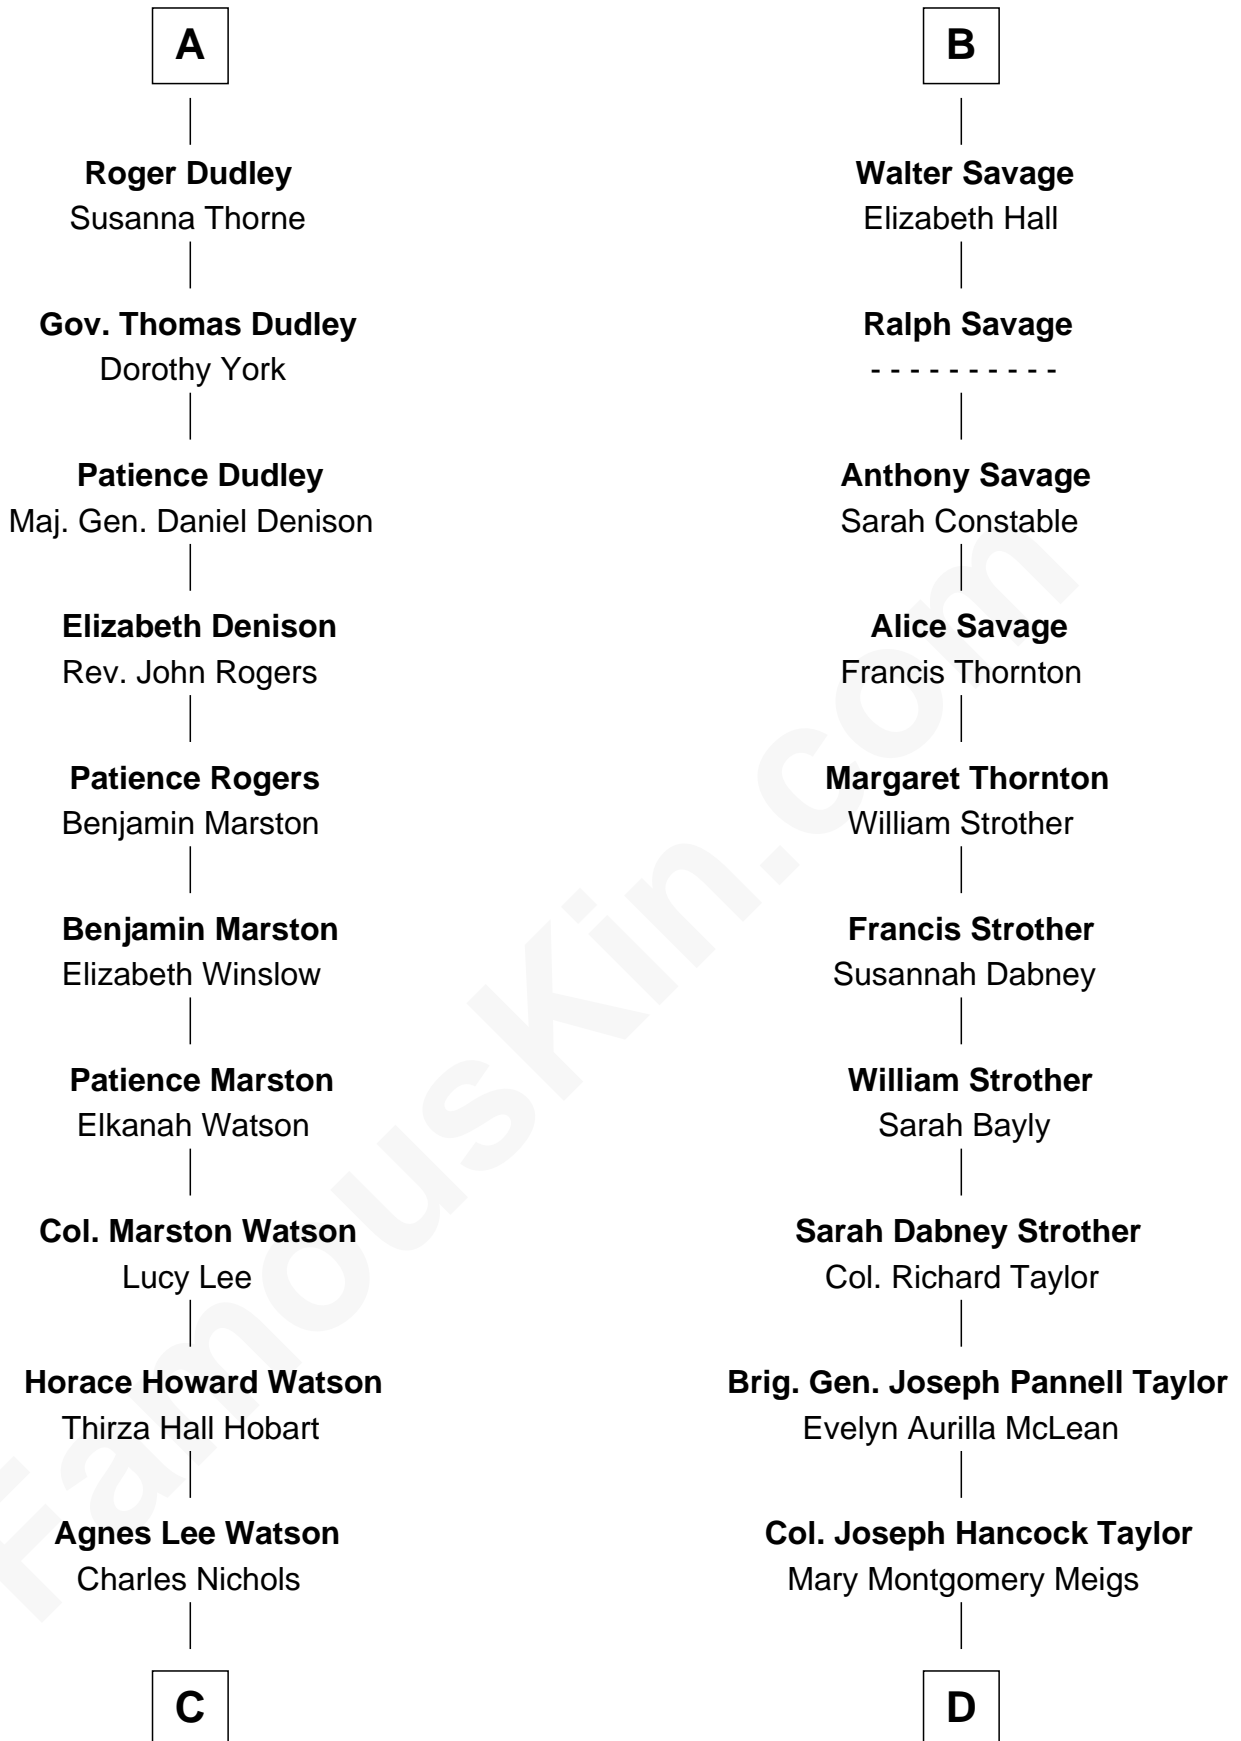 A
Roger Dudley
Susanna Thorne
Gov. Thomas Dudley
Dorothy York
Patience Dudley
Maj. Gen. Daniel Denison
Elizabeth Denison
Rev. John Rogers
Patience Rogers
Benjamin Marston
Benjamin Marston
Elizabeth Winslow
Patience Marston
Elkanah Watson
Col. Marston Watson
Lucy Lee
Horace Howard Watson
Thirza Hall Hobart
Agnes Lee Watson
Charles Nichols
C
B
Walter Savage
Elizabeth Hall
Ralph Savage
- - - - - - - - - -
Anthony Savage
Sarah Constable
Alice Savage
Francis Thornton
Margaret Thornton
William Strother
Francis Strother
Susannah Dabney
William Strother
Sarah Bayly
Sarah Dabney Strother
Col. Richard Taylor
Brig. Gen. Joseph Pannell Taylor
Evelyn Aurilla McLean
Col. Joseph Hancock Taylor
Mary Montgomery Meigs
D
FamousKin.com